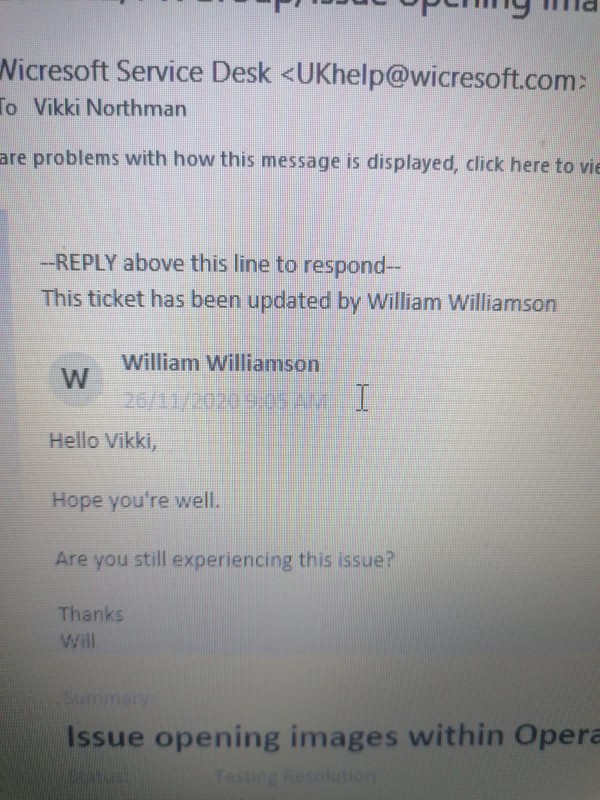 Wicresoft Service Desk <UKhelp@wicresoft.com>
To Vikki Northman
are problems with how this message is displayed, click here to vie
--REPLY above this line to respond--
This ticket has been updated by William Williamson
W
William Williamson
26/11/2020 9:05 AM
Hello Vikki,
Hope you're well.
Are you still experiencing this issue?
Thanks
Will
Summary:
Issue opening images within Opera
Status: Testing Resolution